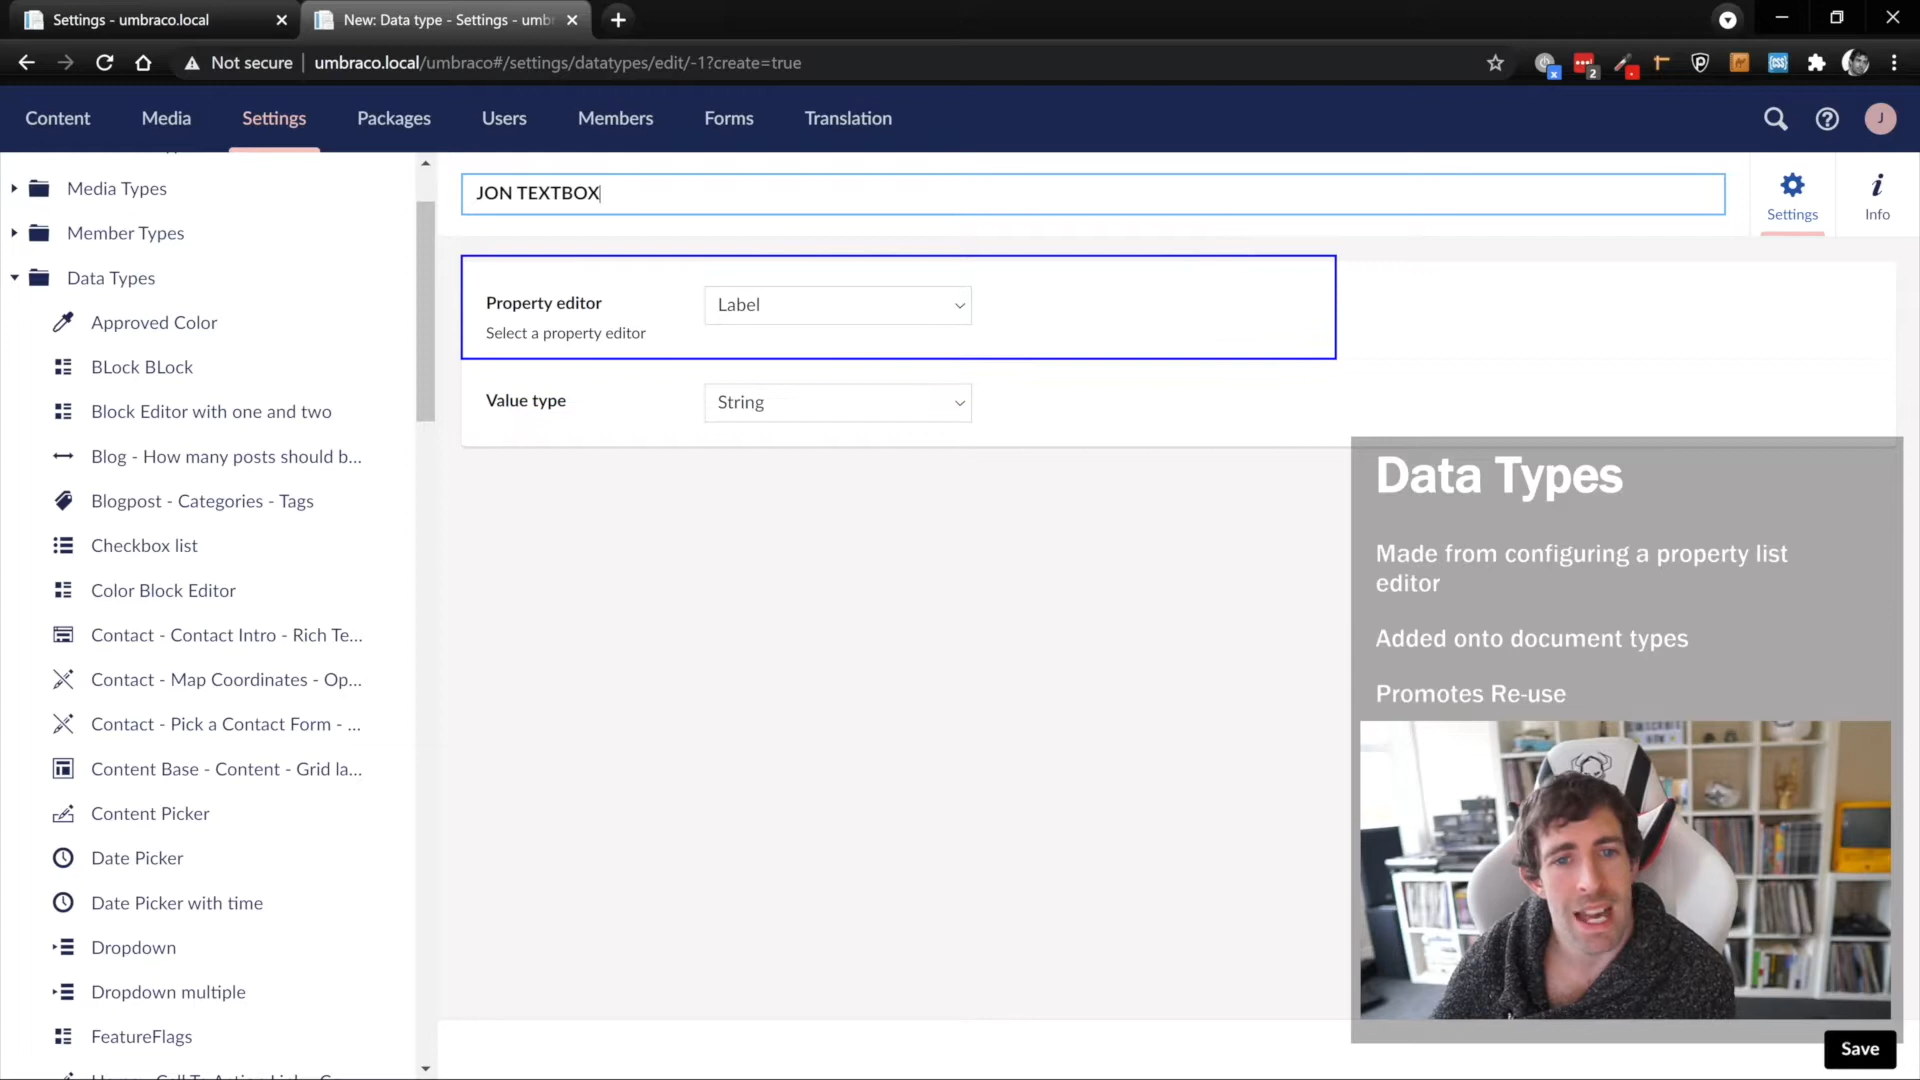 Settings - umbraco.local
New: Data type - Settings - umb
Not secure
umbraco.local/umbraco#/settings/datatypes/edit/-1?create=true
2
Content
Media
Settings
Packages
Users
Members
Forms
Translation
J
Media Types
Member Types
Data Types
Approved Color
BLock BLock
Block Editor with one and two
Blog - How many posts should b...
Blogpost - Categories - Tags
Checkbox list
Color Block Editor
Contact - Contact Intro - Rich Te...
Contact - Map Coordinates - Op...
Contact - Pick a Contact Form - ...
Content Base - Content - Grid la...
Content Picker
Date Picker
Date Picker with time
Dropdown
Dropdown multiple
FeatureFlags
JON TEXTBOX
Settings
Info
Property editor
Select a property editor
Label
Value type
String
Data Types
Made from configuring a property list
editor
Added onto document types
Promotes Re-use
Save